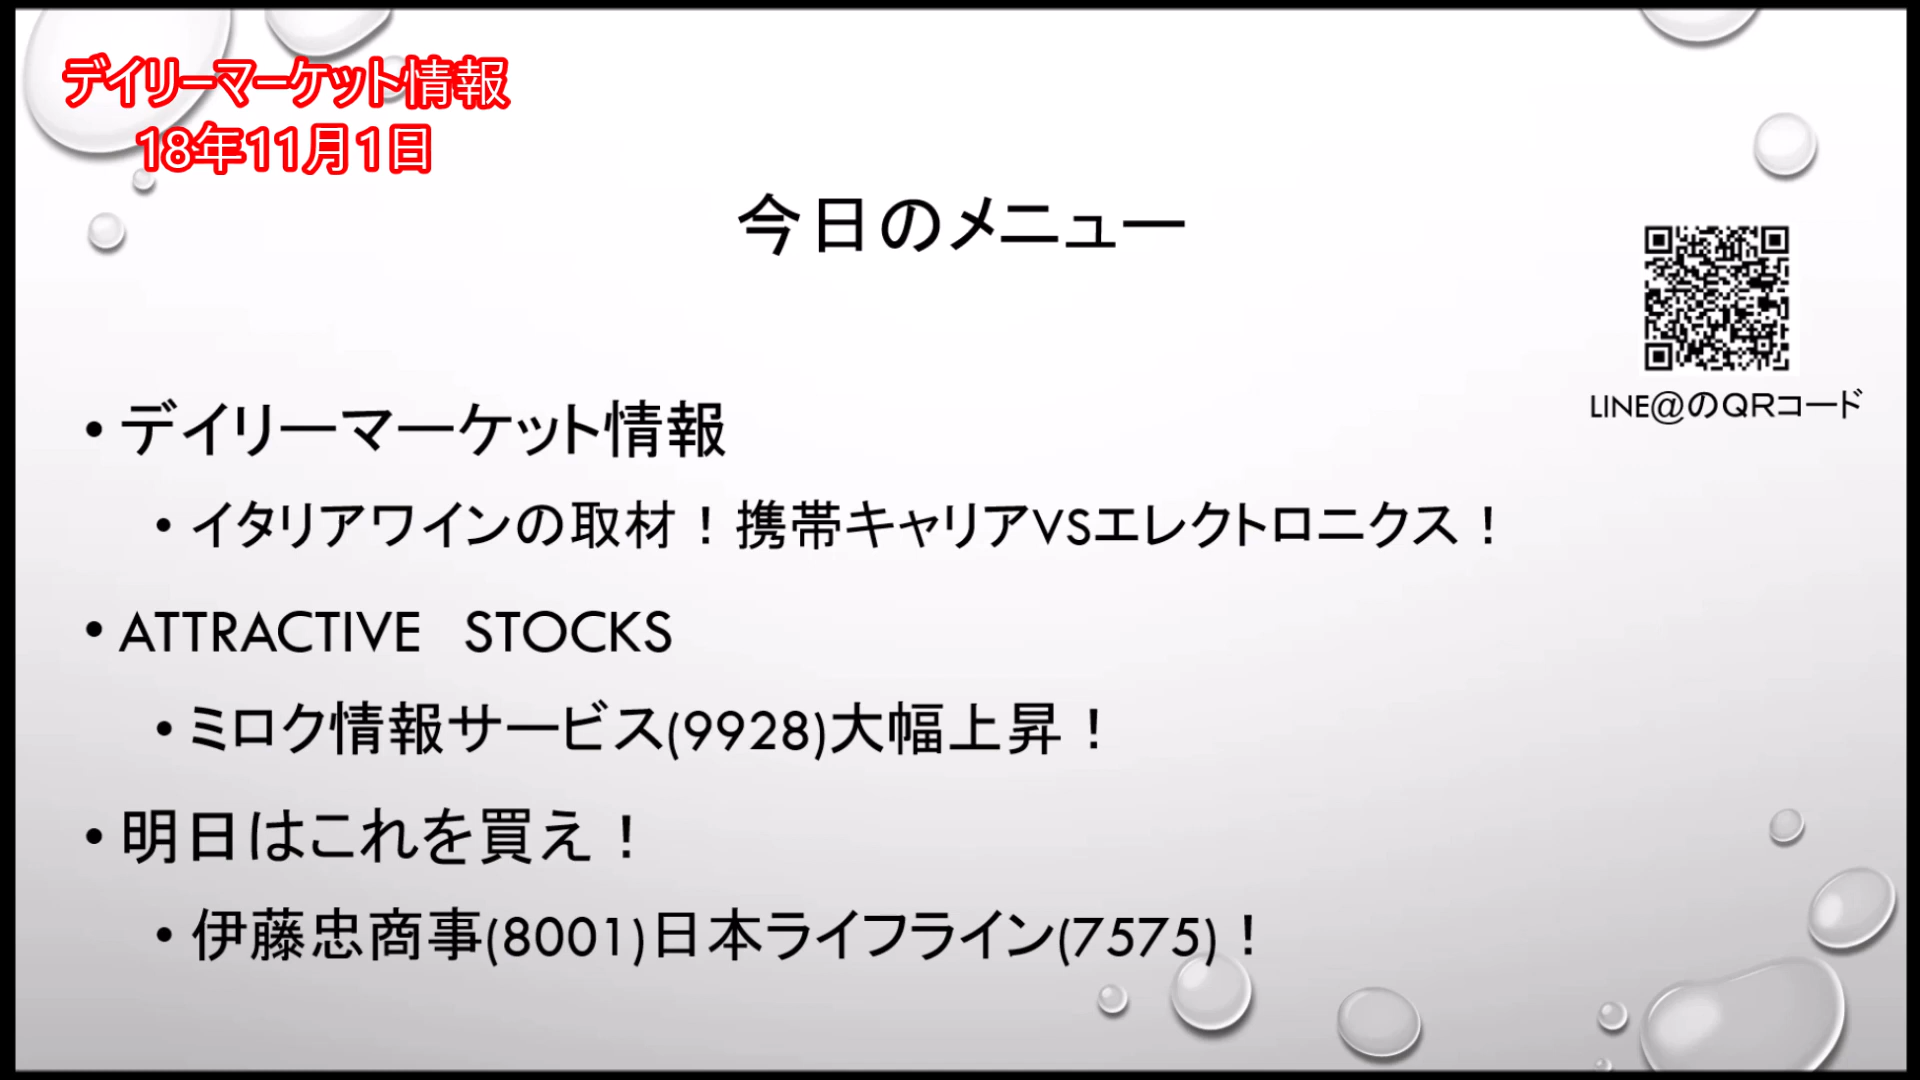 デイリーマーケット情報
18年11月1日
今日のメニュー
LINE@のQRコード
• デイリーマーケット情報
• イタリアワインの取材！携帯キャリアVSエレクトロニクス！
• ATTRACTIVE STOCKS
• ミロク情報サービス(9928)大幅上昇！
• 明日はこれを買え！
• 伊藤忠商事(8001)日本ライフライン(7575)！